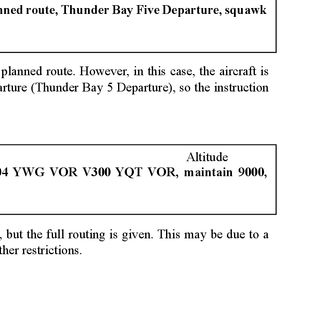 nned route, Thunder Bay Five Departure, squawk
planned route. However, in this case, the aircraft is
arture (Thunder Bay 5 Departure), so the instruction
Altitude
04 YWG VOR V300 YQT VOR, maintain 9000,
, but the full routing is given. This may be due to a
ther restrictions.